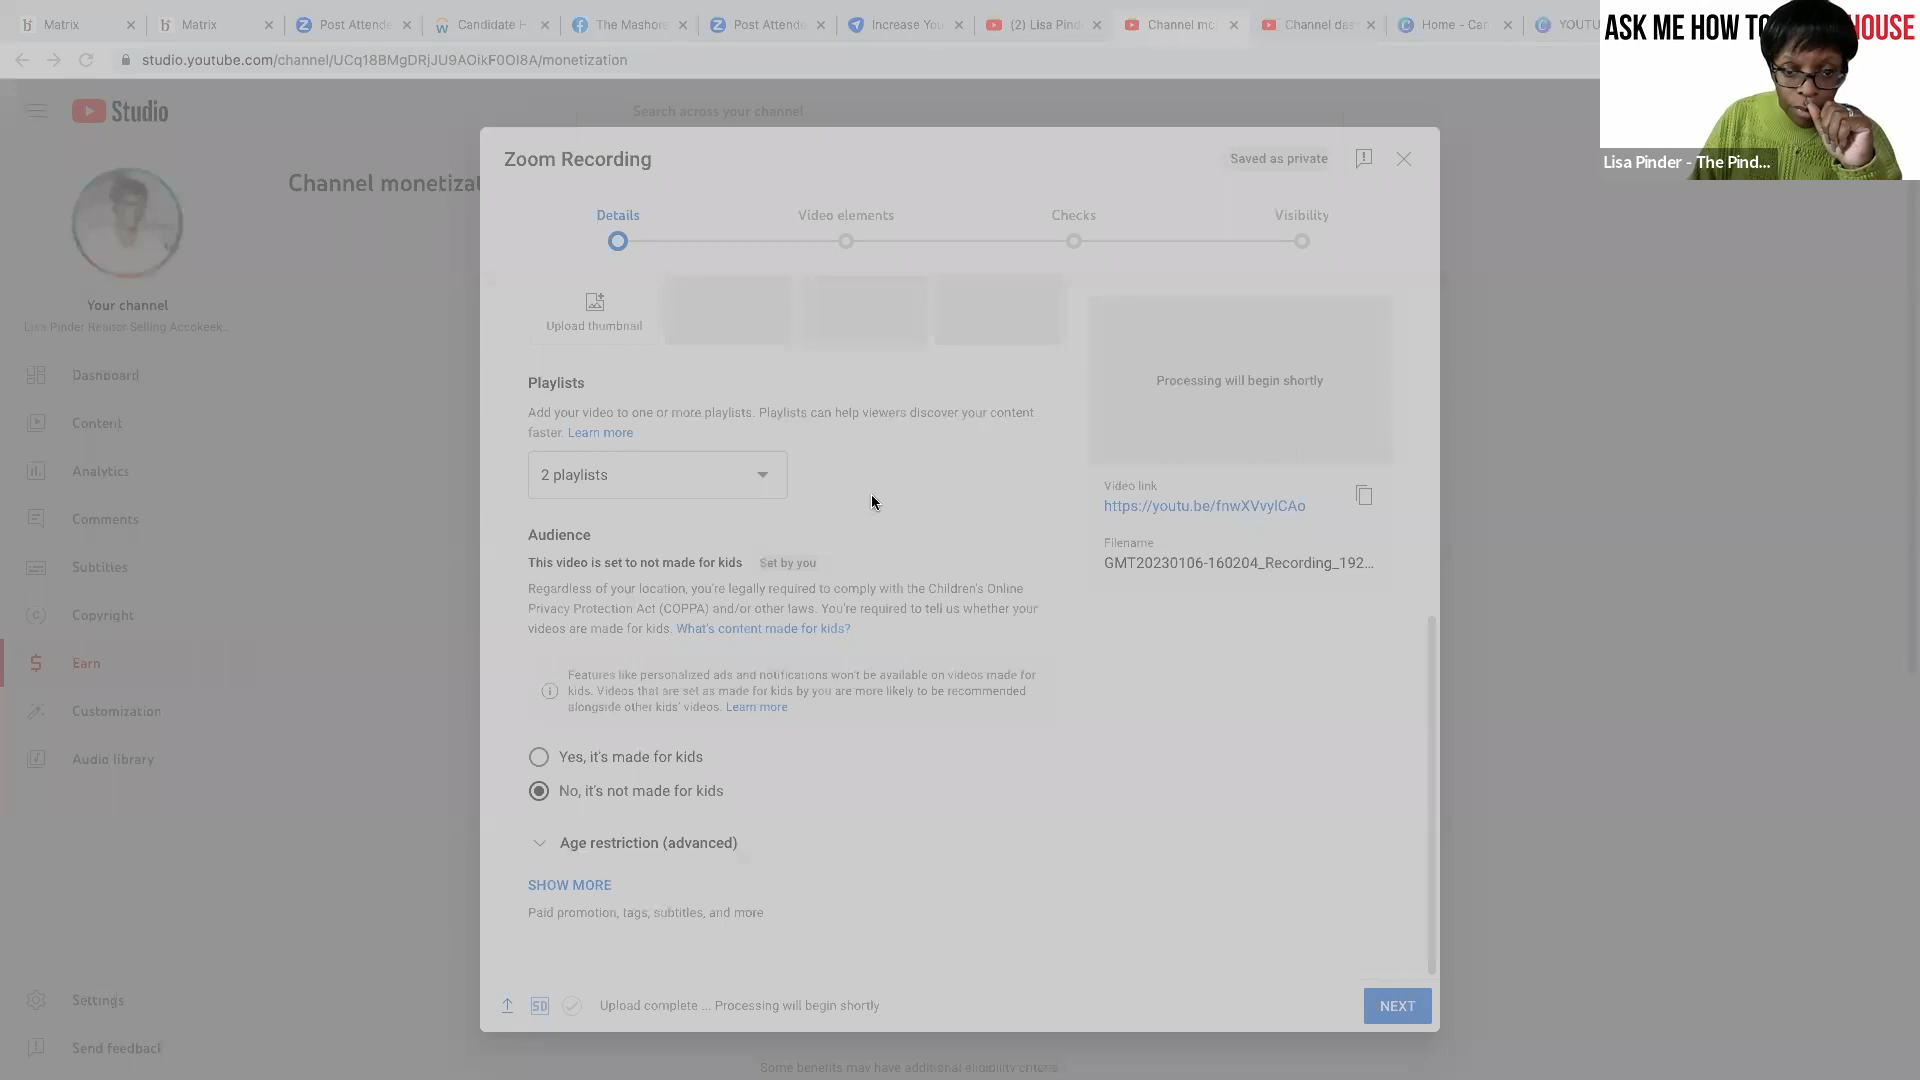 Matrix
Matrix
Post Attende
Candidate H
The Mashore
Post Attende
Increase You
(2) Lisa Pind
Channel mo
Channel das
Home - Can
YOUTU
studio.youtube.com/channel/UCq18BMgDRjJU9AOikF0OI8A/monetization
ASK ME HOW TO
HOUSE
Lisa Pinder - The Pind...
Studio
Search across your channel
Channel monetizat
Your channel
Lisa Pinder Realtor Selling Accokeek...
Dashboard
Content
Analytics
Comments
Subtitles
Copyright
Earn
Customization
Audio library
Settings
Send feedback
Zoom Recording
Saved as private
Details
Video elements
Checks
Visibility
Upload thumbnail
Playlists
Add your video to one or more playlists. Playlists can help viewers discover your content
faster. Learn more
2 playlists
Audience
This video is set to not made for kids Set by you
Regardless of your location, you're legally required to comply with the Children's Online
Privacy Protection Act (COPPA) and/or other laws. You're required to tell us whether your
videos are made for kids. What's content made for kids?
Features like personalized ads and notifications won't be available on videos made for
kids. Videos that are set as made for kids by you are more likely to be recommended
alongside other kids' videos. Learn more
Yes, it's made for kids
No, it's not made for kids
Age restriction (advanced)
SHOW MORE
Paid promotion, tags, subtitles, and more
Processing will begin shortly
Video link
https://youtu.be/fnwXVvylCAo
Filename
GMT20230106-160204_Recording_192...
SD
Upload complete ... Processing will begin shortly
NEXT
Some benefits may have additional eligibility criteria